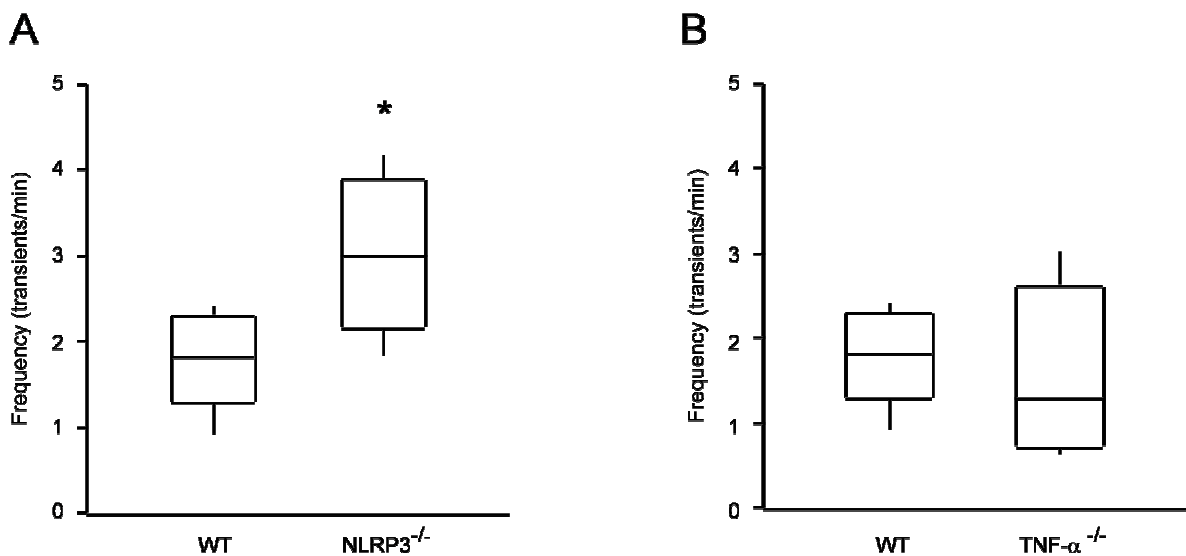 A
Frequency (transients/min)
5
4
3
2
1
0
*
WT
NLRP3-/-
B
Frequency (transients/min)
5
4
3
2
1
0
WT
TNF-α -/-